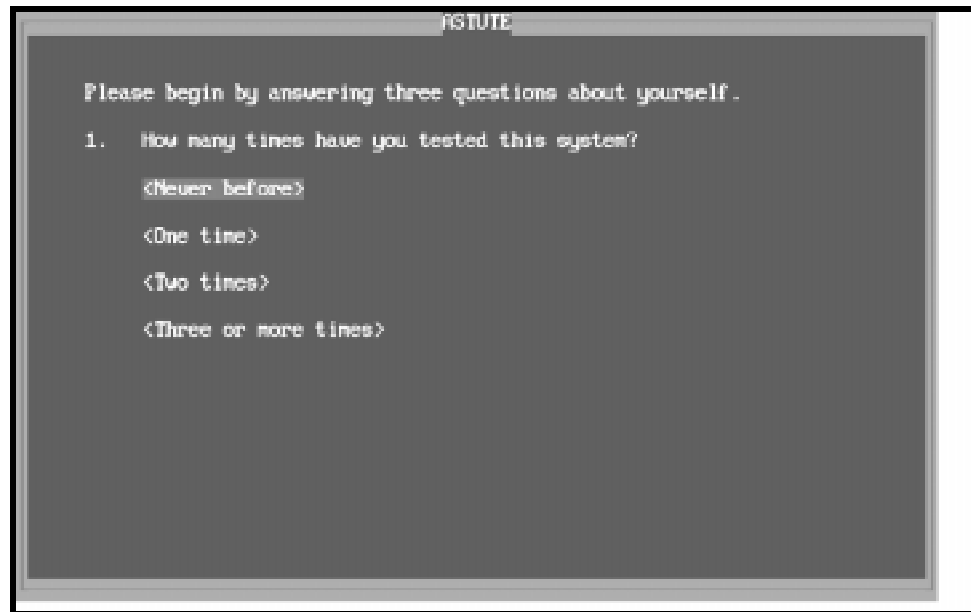 ASTUTE
Please begin by answering three questions about yourself.
1. How many times have you tested this system?
<Never before>
<One time>
<Two times>
<Three or more times>